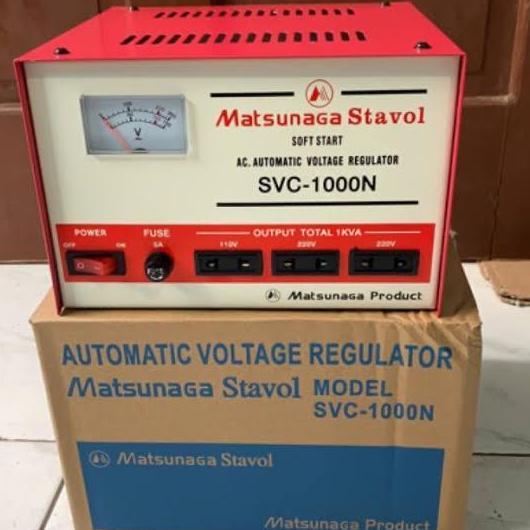 Matsunaga Stavol
SOFT START
AC. AUTOMATIC VOLTAGE REGULATOR
SVC-1000N
V
POWER
OFF ON
FUSE
5A
OUTPUT TOTAL 1KVA
110V 220V 220V
Matsunaga Product
AUTOMATIC VOLTAGE REGULATOR
Matsunaga Stavol MODEL
SVC-1000N
Matsunaga Stavol
Matsunaga Product